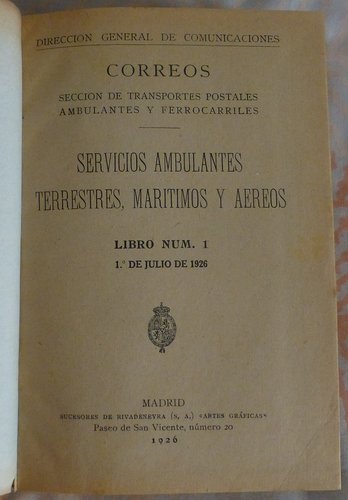 DIRECCION GENERAL DE COMUNICACIONES
CORREOS
SECCION DE TRANSPORTES POSTALES
AMBULANTES Y FERROCARRILES
SERVICIOS AMBULANTES
TERRESTRES, MARITIMOS Y AEREOS
LIBRO NUM. 1
1.º DE JULIO DE 1926
MADRID
SUCESORES DE RIVADENEYRA (S. A.) «ARTES GRÁFICAS»
Paseo de San Vicente, número 20
1926